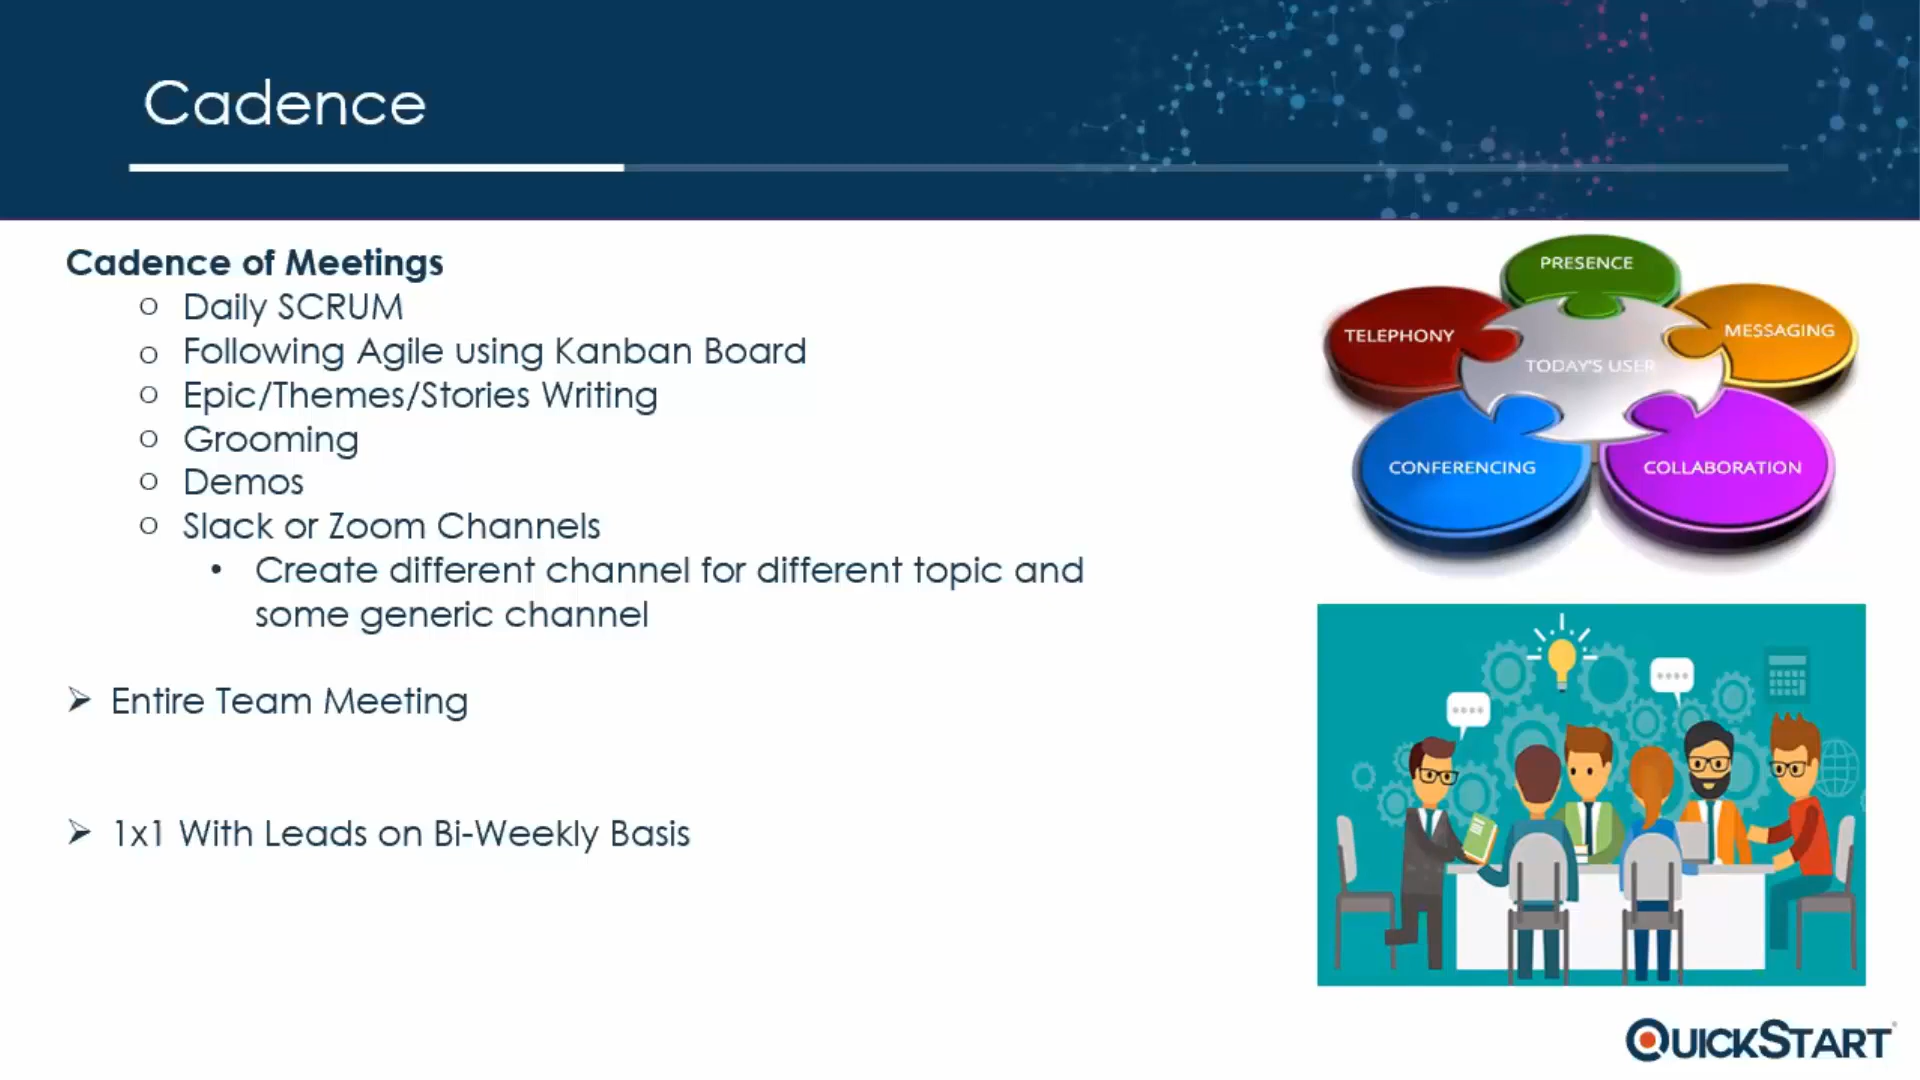 Cadence
Cadence of Meetings
o Daily SCRUM
o Following Agile using Kanban Board
o Epic/Themes/Stories Writing
o Grooming
o Demos
o Slack or Zoom Channels
• Create different channel for different topic and
some generic channel
➢ Entire Team Meeting
➢ 1x1 With Leads on Bi-Weekly Basis
PRESENCE
TELEPHONY
MESSAGING
TODAY'S USER
CONFERENCING
COLLABORATION
QUICKSTART